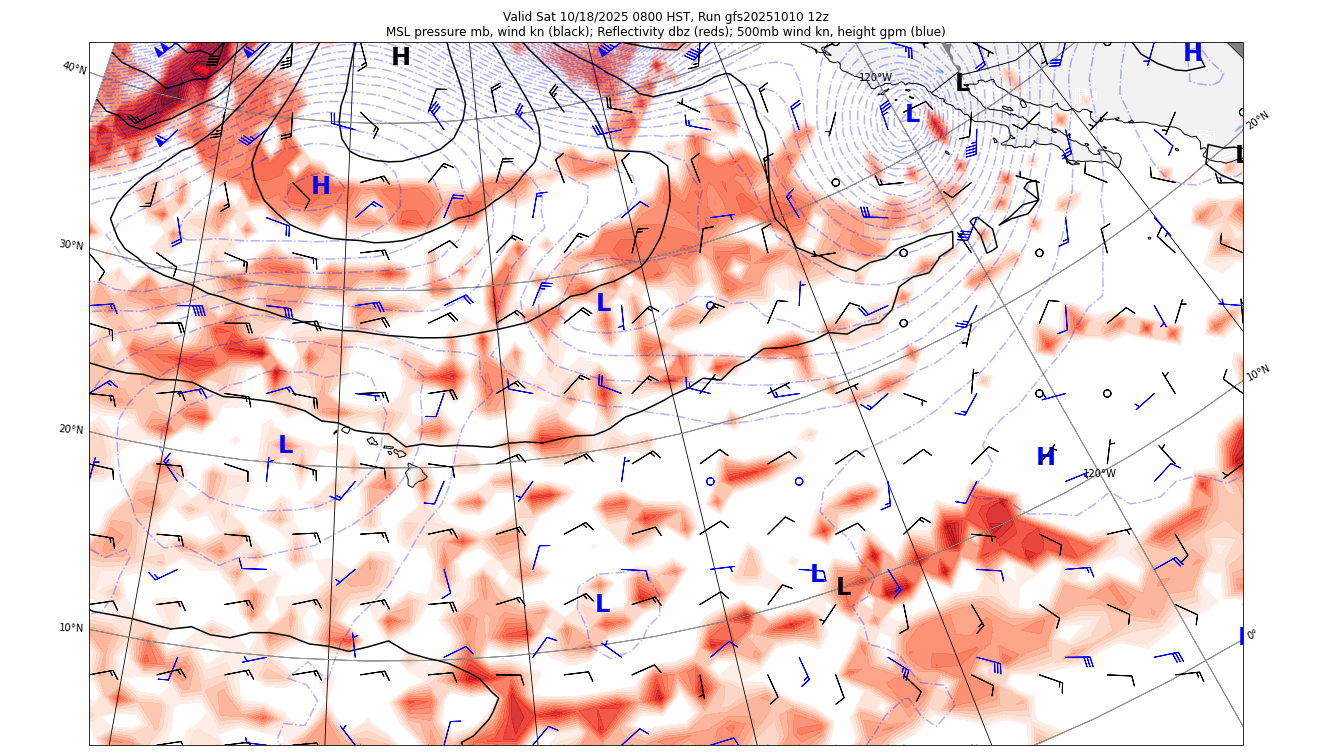 Valid Sat 10/18/2025 0800 HST, Run gfs20251010 12z
MSL pressure mb, wind kn (black); Reflectivity dbz (reds); 500mb wind kn, height gpm (blue)
H
H
40°N
120°W
L
L
20°N
L
H
30°N
L
10°N
20°N
L
H
120°W
L
L
L
10°N
0°